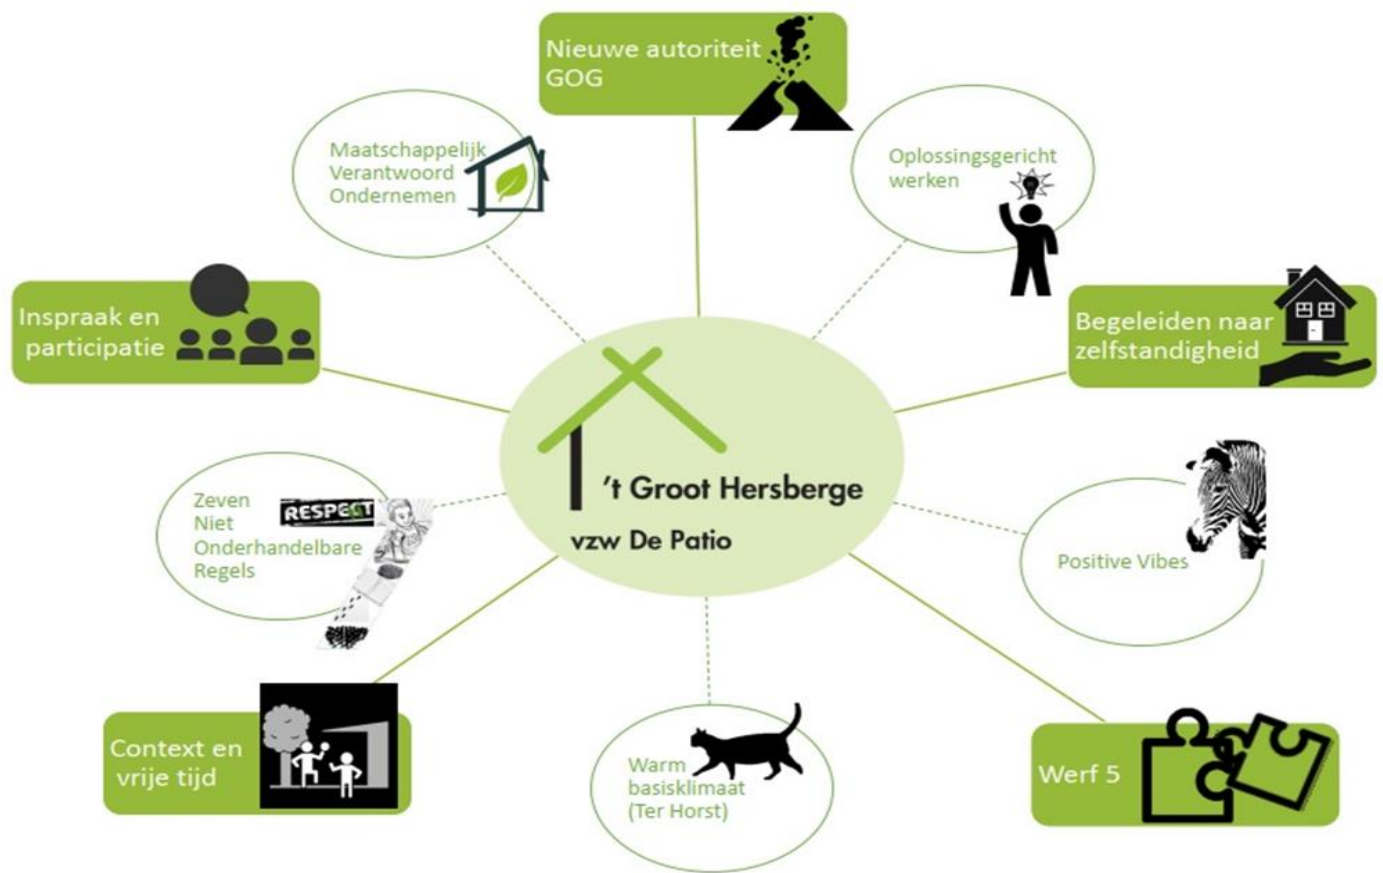 Nieuwe autoriteit
GOG
Maatschappelijk
Verantwoord
Ondernemen
Oplossingsgericht
werken
Inspraak en
participatie
Begeleiden naar
zelfstandigheid
't Groot Hersberge
vzw De Patio
Zeven
Niet
Onderhandelbare
Regels
RESPECT
Positive Vibes
Context en
vrije tijd
Warm
basisklimaat
(Ter Horst)
Werf 5